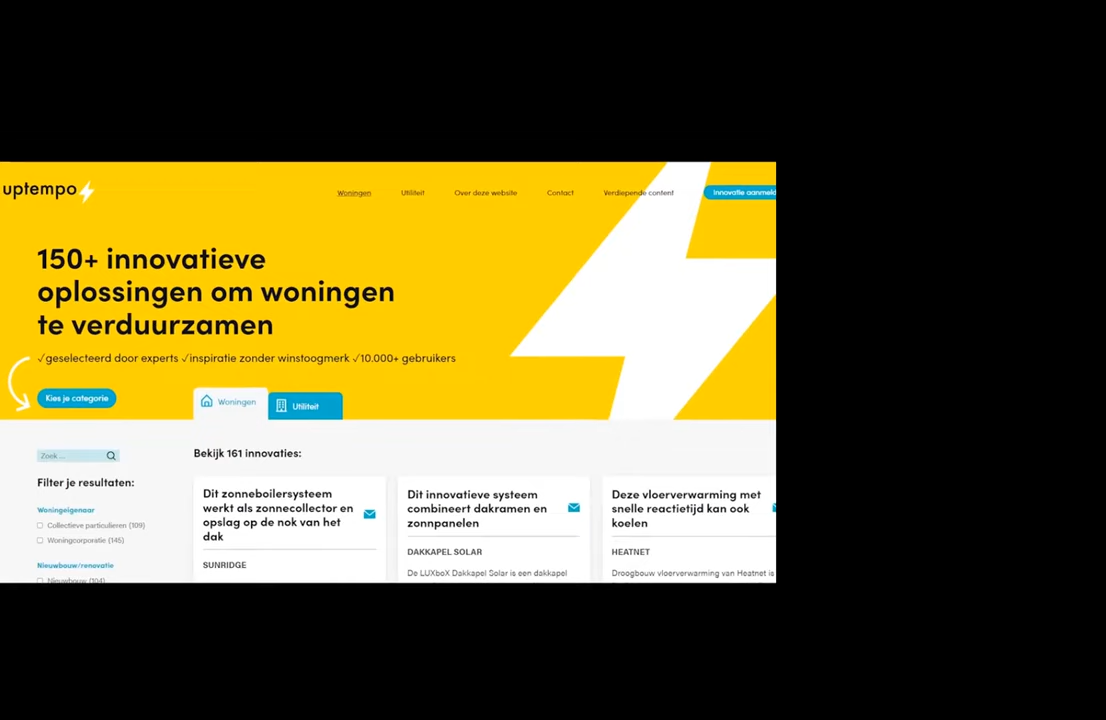 uptempo
Woningen Utiliteit Over deze website Contact Verdiepende content Innovatie aanmeld
150+ innovatieve
oplossingen om woningen
te verduurzamen
✓geselecteerd door experts ✓inspiratie zonder winstoogmerk ✓10.000+ gebruikers
Kies je categorie
Woningen
Utiliteit
Zoek ...
Filter je resultaten:
Woningeigenaar
Collectieve particulieren (109)
Woningcorporatie (145)
Nieuwbouw/renovatie
Nieuwbouw (104)
Bekijk 161 innovaties:
Dit zonneboilersysteem
werkt als zonnecollector en
opslag op de nok van het
dak
SUNRIDGE
Dit innovatieve systeem
combineert dakramen en
zonnpanelen
DAKKAPEL SOLAR
De LUXboX Dakkapel Solar is een dakkapel
Deze vloerverwarming met
snelle reactietijd kan ook
koelen
HEATNET
Droogbouw vloerverwarming van Heatnet is